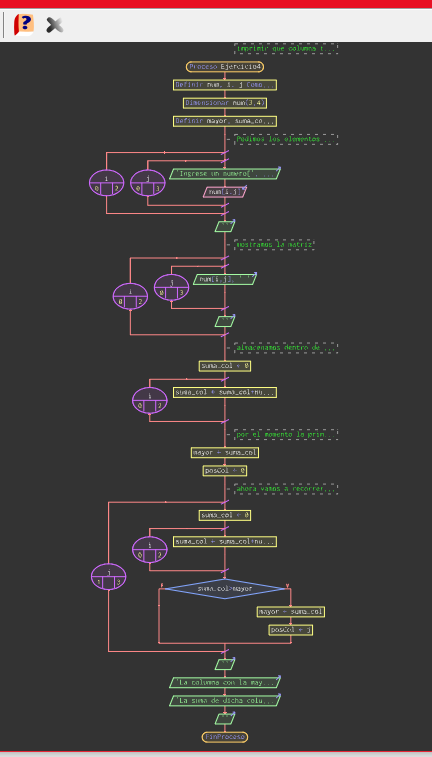 Imprimir que columna t...
Proceso Ejercicio4
Definir num, i, j Como...
Dimensionar num(3,4)
Definir mayor, suma_co...
Pedimos los elementos
i
0 2
j
0 3
'Ingrese un numero[',...
num[i,j]
''
mostramos la matriz'
j
0 3
num[i,j], ' '
i
0 2
''
almacenamos dentro de ...
suma_col ← 0
i
0 2
suma_col ← suma_col+nu...
por el momento la prim...
mayor ← suma_col
posCol ← 0
ahora vamos a recorrer...
suma_col ← 0
i
0 2
suma_col ← suma_col+nu...
j
1 3
F
suma_col>mayor
V
mayor ← suma_col
posCol ← j
''
'La columna con la may...
'La suma de dicha colu...
''
FinProceso